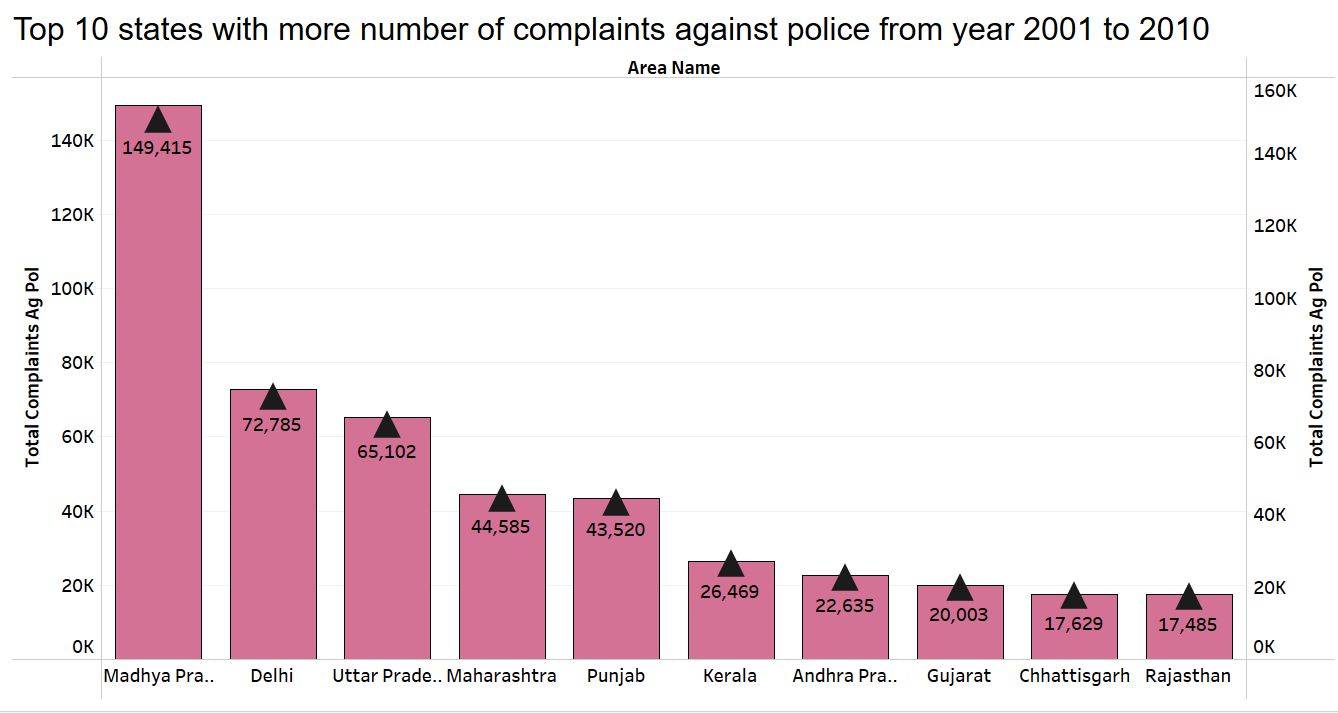 Top 10 states with more number of complaints against police from year 2001 to 2010
Area Name
Total Complaints Ag Pol
140K
120K
100K
80K
60K
40K
20K
0K
149,415
72,785
65,102
44,585
43,520
26,469
22,635
20,003
17,629
17,485
160K
140K
120K
100K
80K
60K
40K
20K
0K
Total Complaints Ag Pol
Madhya Pra.. Delhi Uttar Prade.. Maharashtra Punjab Kerala Andhra Pra.. Gujarat Chhattisgarh Rajasthan